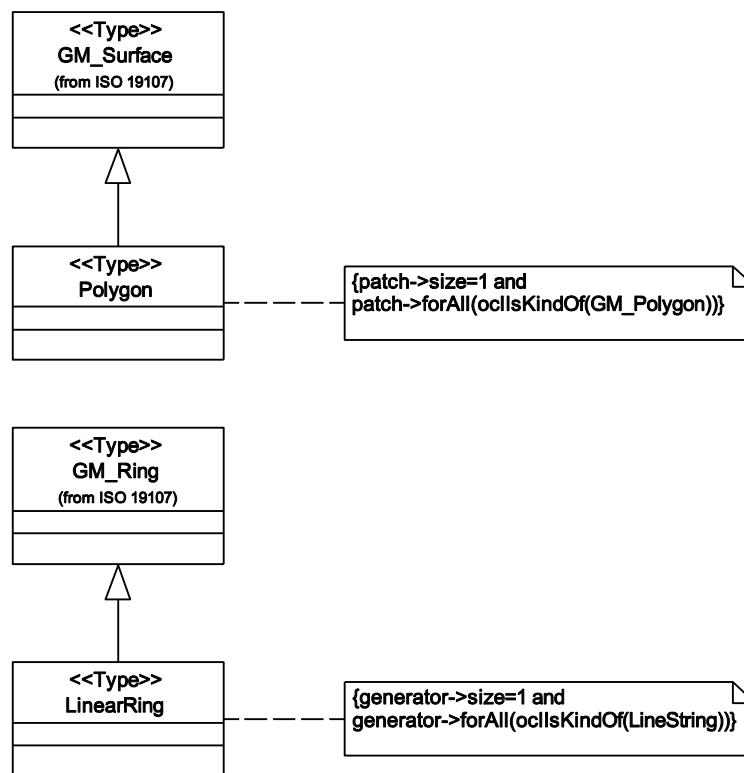 <<Type>>
GM_Surface
(from ISO 19107)
<<Type>>
Polygon
{patch->size=1 and
patch->forAll(oclIsKindOf(GM_Polygon))}
<<Type>>
GM_Ring
(from ISO 19107)
<<Type>>
LinearRing
{generator->size=1 and
generator->forAll(oclIsKindOf(LineString))}